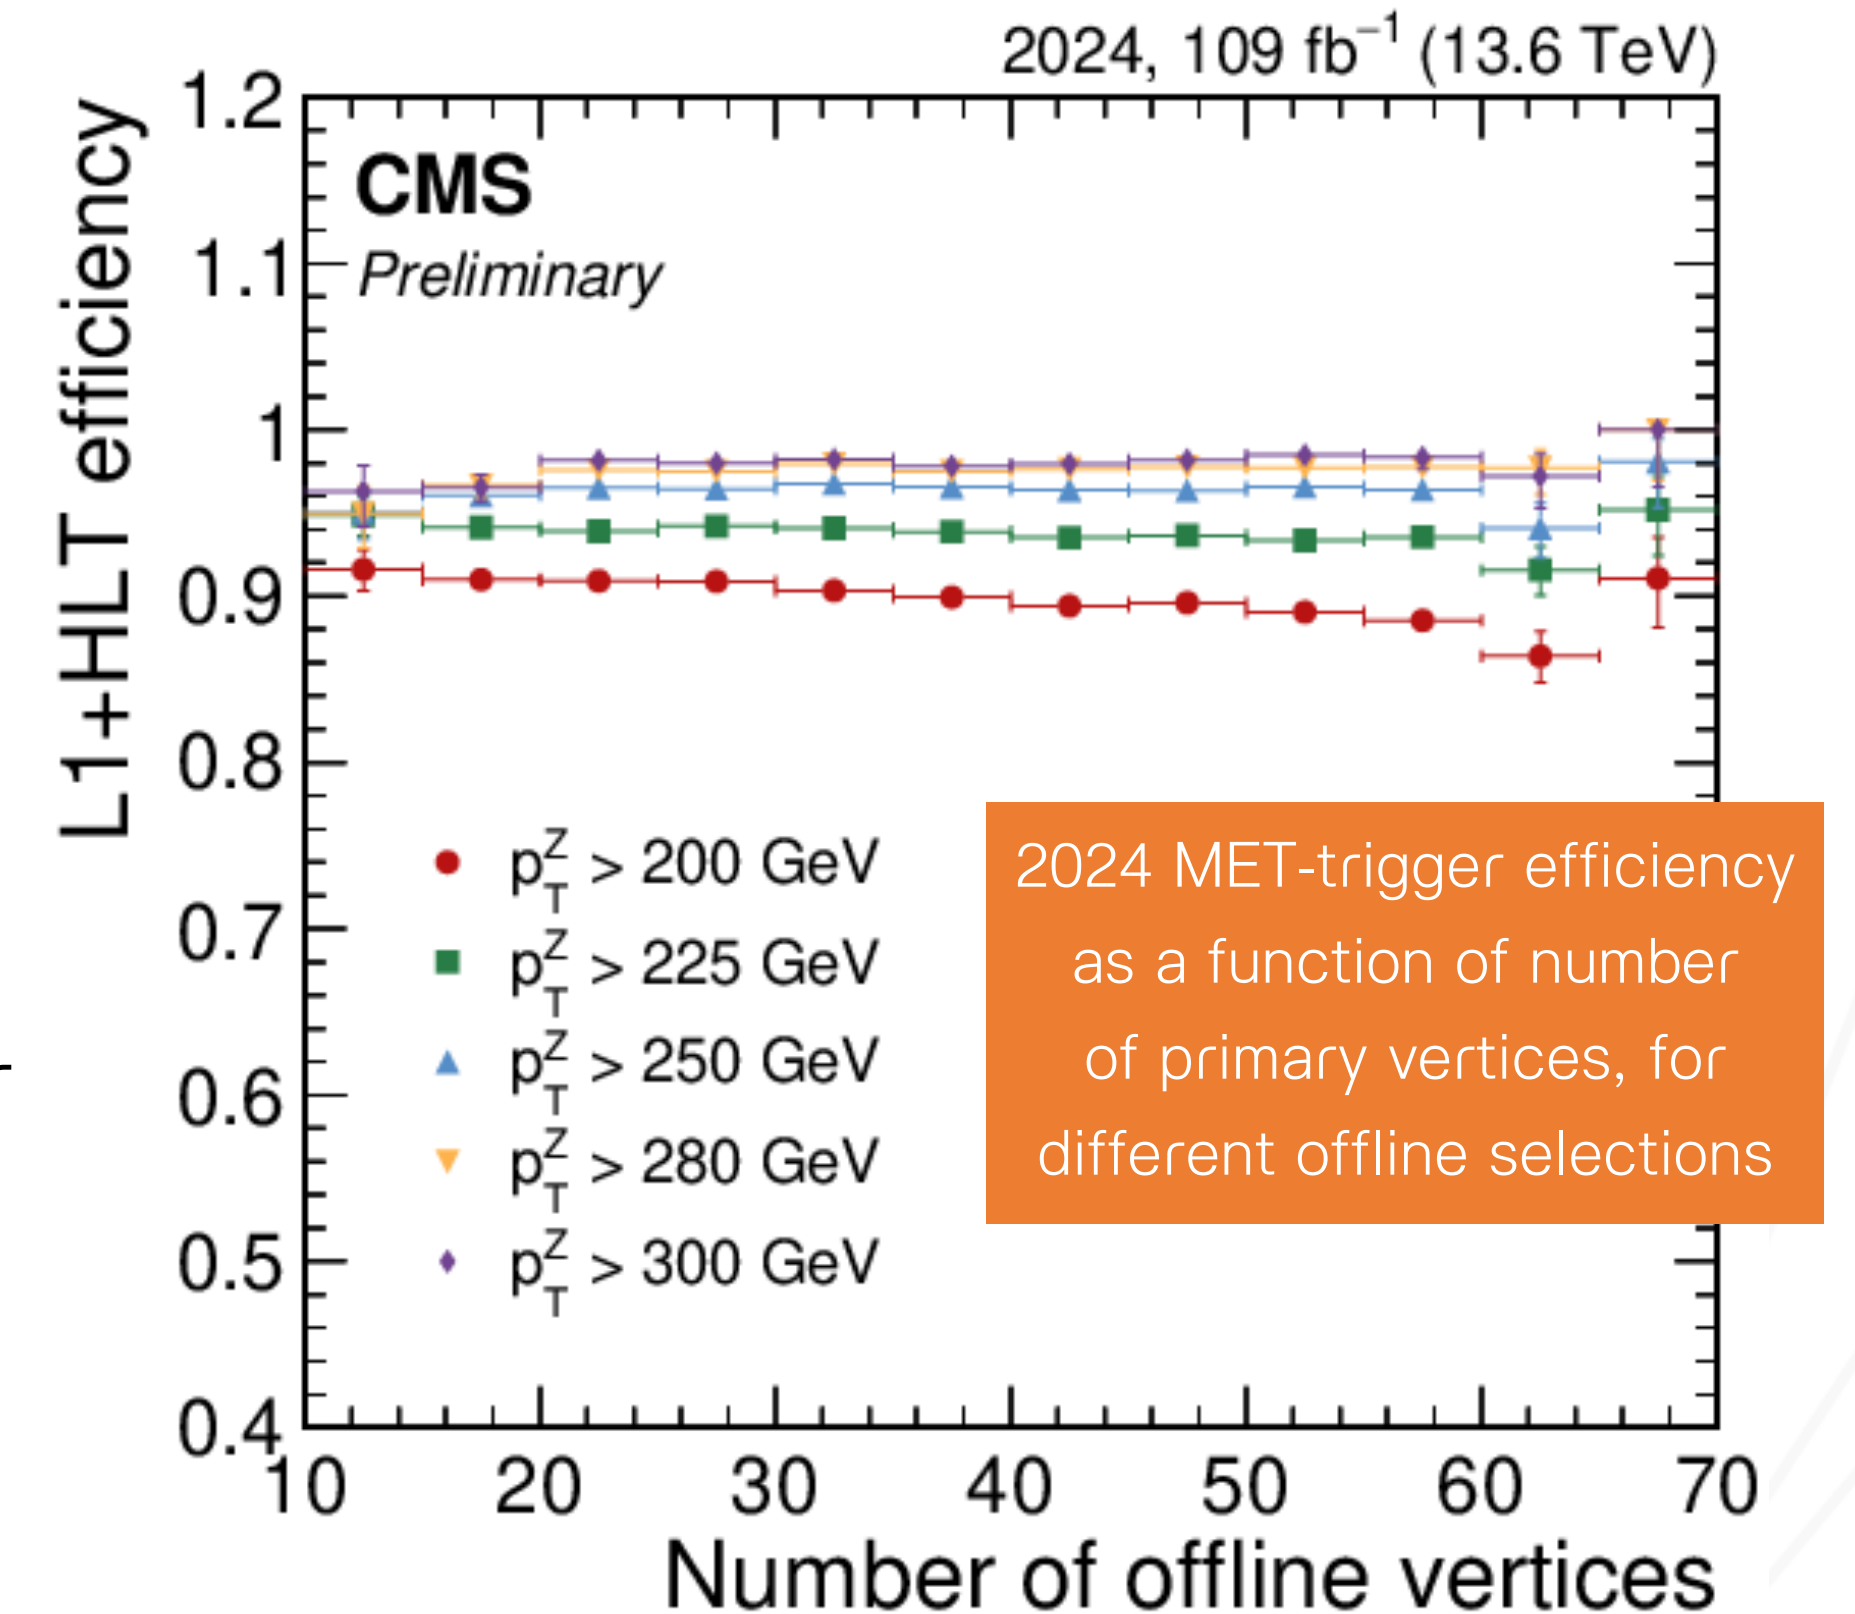 2024, 109 fb⁻¹ (13.6 TeV)
CMS
Preliminary
L1+HLT efficiency
1.2
1.1
1
0.9
0.8
0.7
0.6
0.5
0.4
p_T^Z > 200 GeV
p_T^Z > 225 GeV
p_T^Z > 250 GeV
p_T^Z > 280 GeV
p_T^Z > 300 GeV
2024 MET-trigger efficiency
as a function of number
of primary vertices, for
different offline selections
10 20 30 40 50 60 70
Number of offline vertices